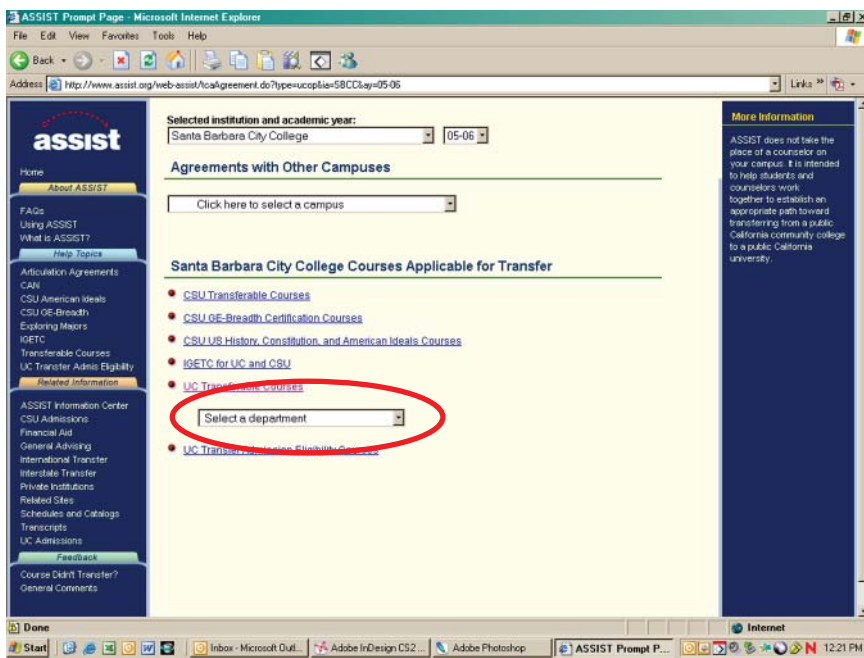 ASSIST Prompt Page - Microsoft Internet Explorer
File Edit View Favorites Tools Help
Back
Address http://www.assist.org/web-assist/tcaAgreement.do?type=ucop&ia=SBCC&ay=05-06 Links »
assist
Home
About ASSIST
FAQs
Using ASSIST
What is ASSIST?
Help Topics
Articulation Agreements
CAN
CSU American Ideals
CSU GE-Breadth
Exploring Majors
IGETC
Transferable Courses
UC Transfer Admis Eligibility
Related Information
ASSIST Information Center
CSU Admissions
Financial Aid
General Advising
International Transfer
Interstate Transfer
Private Institutions
Related Sites
Schedules and Catalogs
Transcripts
UC Admissions
Feedback
Course Didn't Transfer?
General Comments
Selected institution and academic year:
Santa Barbara City College 05-06
Agreements with Other Campuses
Click here to select a campus
Santa Barbara City College Courses Applicable for Transfer
CSU Transferable Courses
CSU GE-Breadth Certification Courses
CSU US History, Constitution, and American Ideals Courses
IGETC for UC and CSU
UC Transferable Courses
Select a department
UC Transfer Admission Eligibility Courses
More Information
ASSIST does not take the
place of a counselor on
your campus. It is intended
to help students and
counselors work
together to establish an
appropriate path toward
transferring from a public
California community college
to a public California
university.
Done Internet
Start Inbox - Microsoft Outl... Adobe InDesign CS2 ... Adobe Photoshop ASSIST Prompt P... 12:21 PM